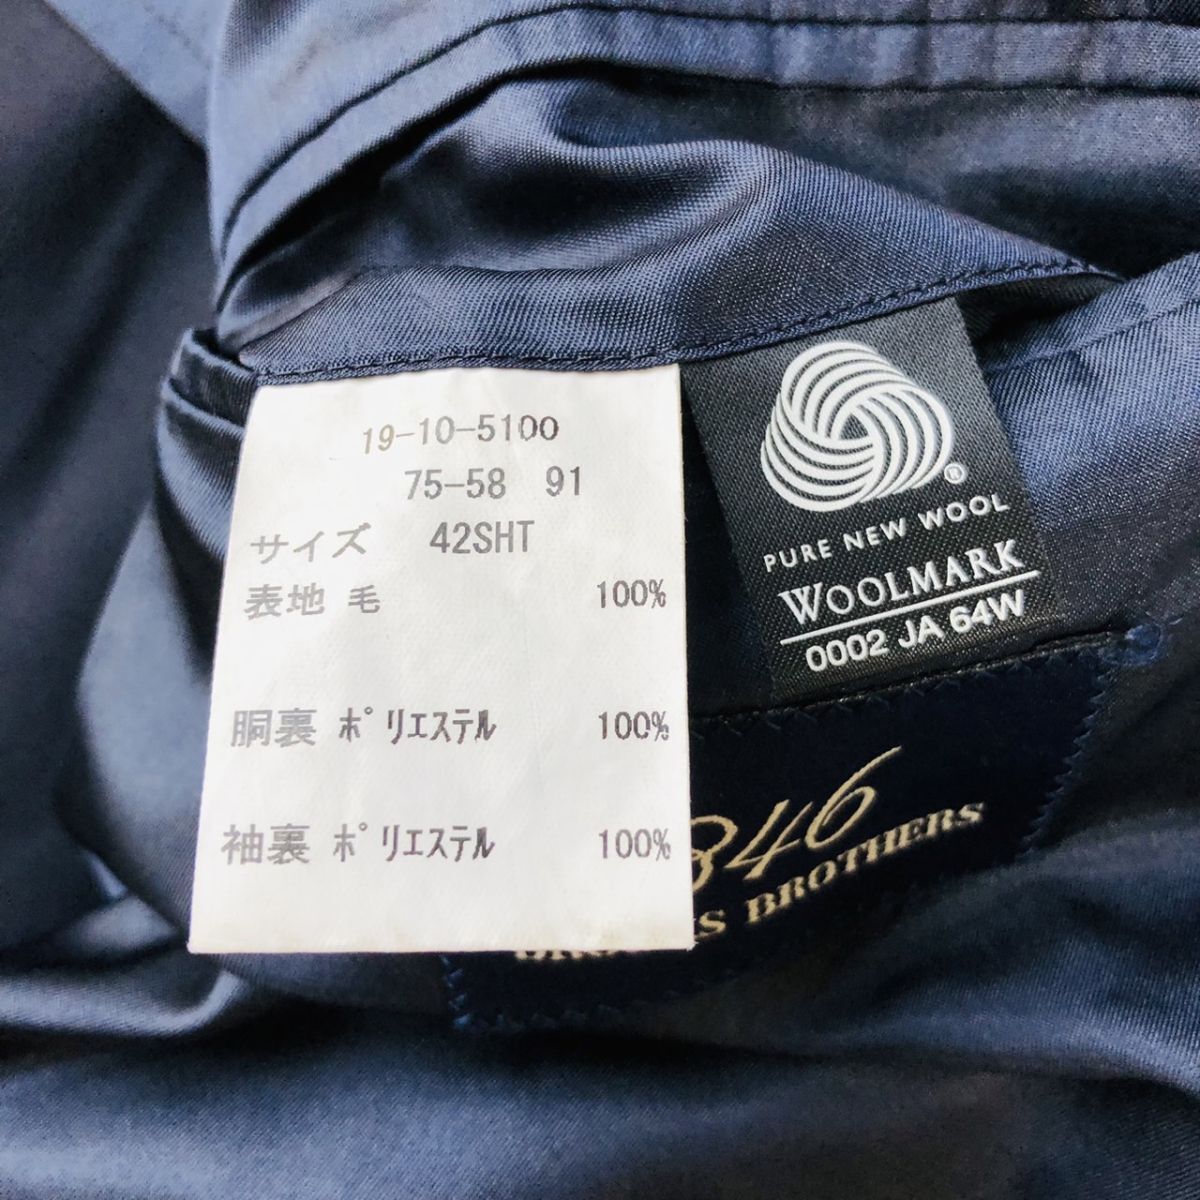 19-10-5100
75-58 91
サイズ 42SHT
表地 毛 100%
胴裏 ポリエステル 100%
袖裏 ポリエステル 100%
®
PURE NEW WOOL
WOOLMARK
0002 JA 64W
346
BROTHERS